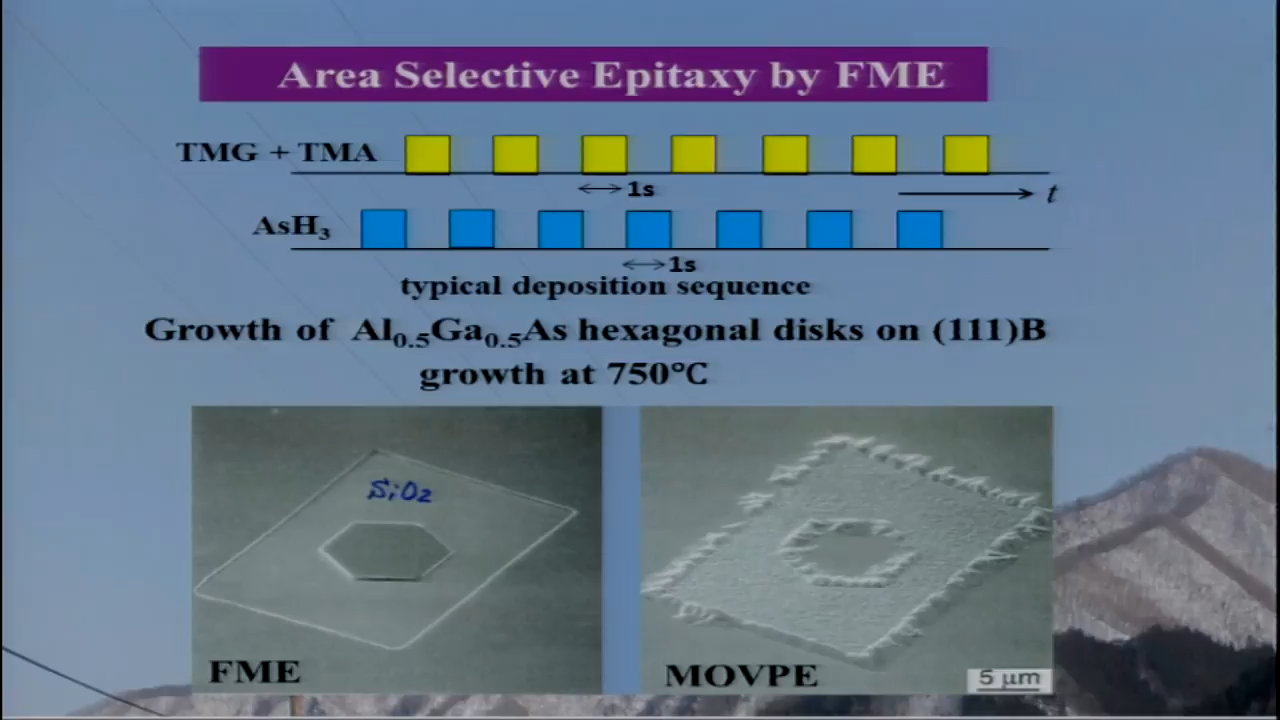 Area Selective Epitaxy by FME
TMG + TMA
1s
t
AsH₃
1s
typical deposition sequence
Growth of Al₀.₅Ga₀.₅As hexagonal disks on (111)B
growth at 750℃
SiO₂
FME
MOVPE
5 µm